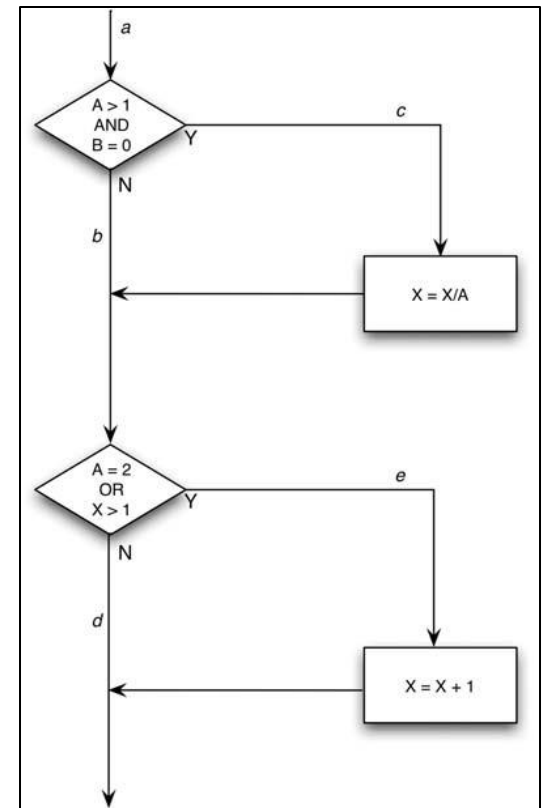 a
A > 1
AND
B = 0
Y
c
N
b
X = X/A
A = 2
OR
X > 1
Y
e
N
d
X = X + 1